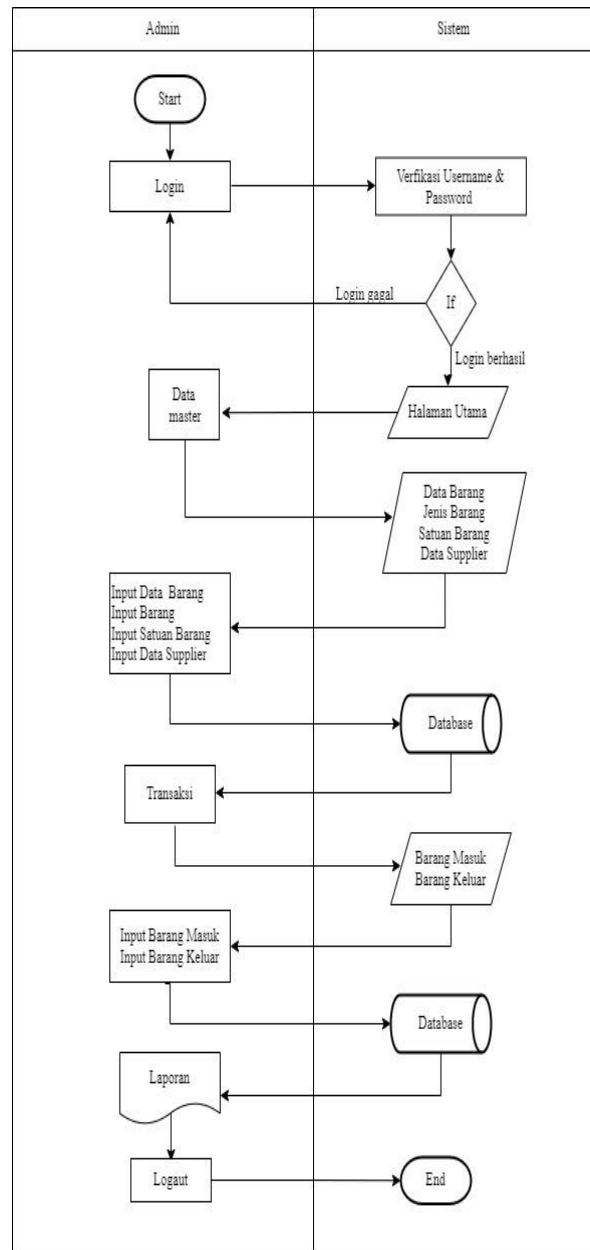 Admin
Sistem
Start
Login
Verfikasi Username &
Password
If
Login gagal
Login berhasil
Halaman Utama
Data
master
Data Barang
Jenis Barang
Satuan Barang
Data Supplier
Input Data Barang
Input Barang
Input Satuan Barang
Input Data Supplier
Database
Transaksi
Barang Masuk
Barang Keluar
Input Barang Masuk
Input Barang Keluar
Database
Laporan
Logaut
End